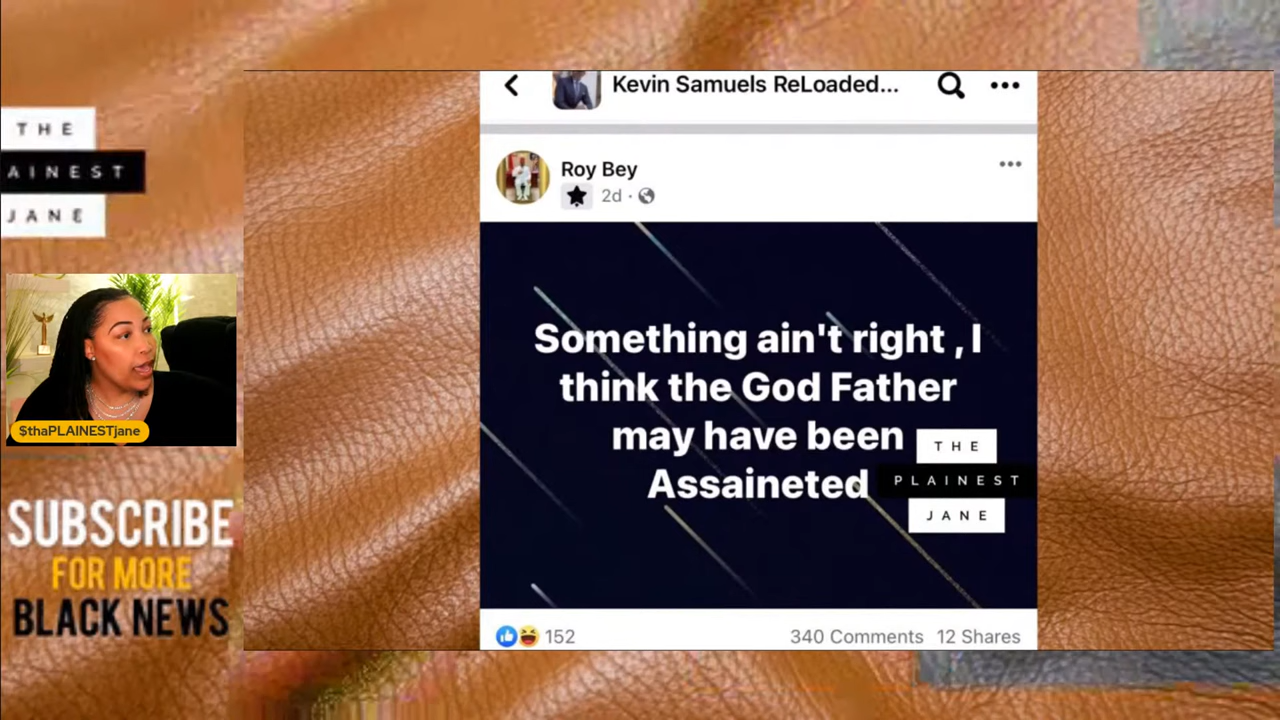 THE
AINEST
JANE
$thaPLAINESTjane
SUBSCRIBE
FOR MORE
BLACK NEWS
Kevin Samuels ReLoaded...
Roy Bey
2d
Something ain't right , I
think the God Father
may have been
Assaineted
THE
PLAINEST
JANE
152
340 Comments
12 Shares